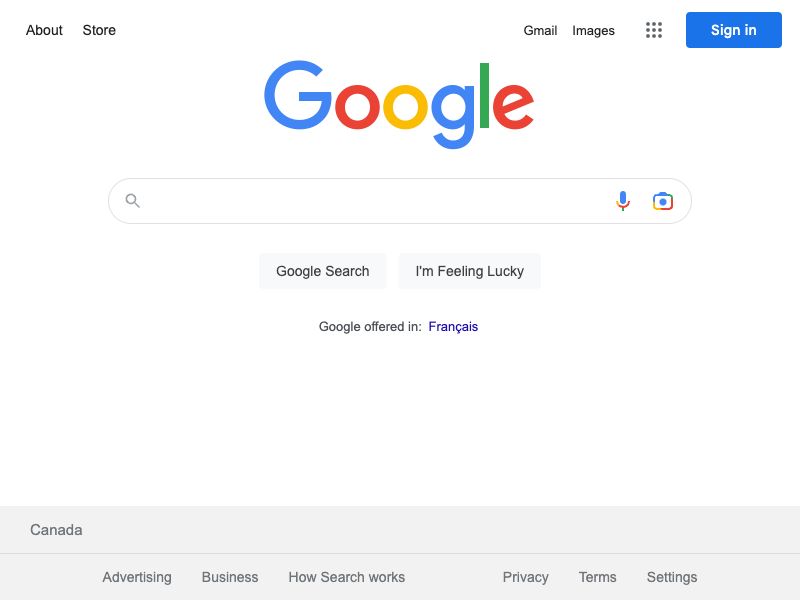 About Store Gmail Images Sign in
Google
Google Search I'm Feeling Lucky
Google offered in: Français
Canada
Advertising Business How Search works Privacy Terms Settings